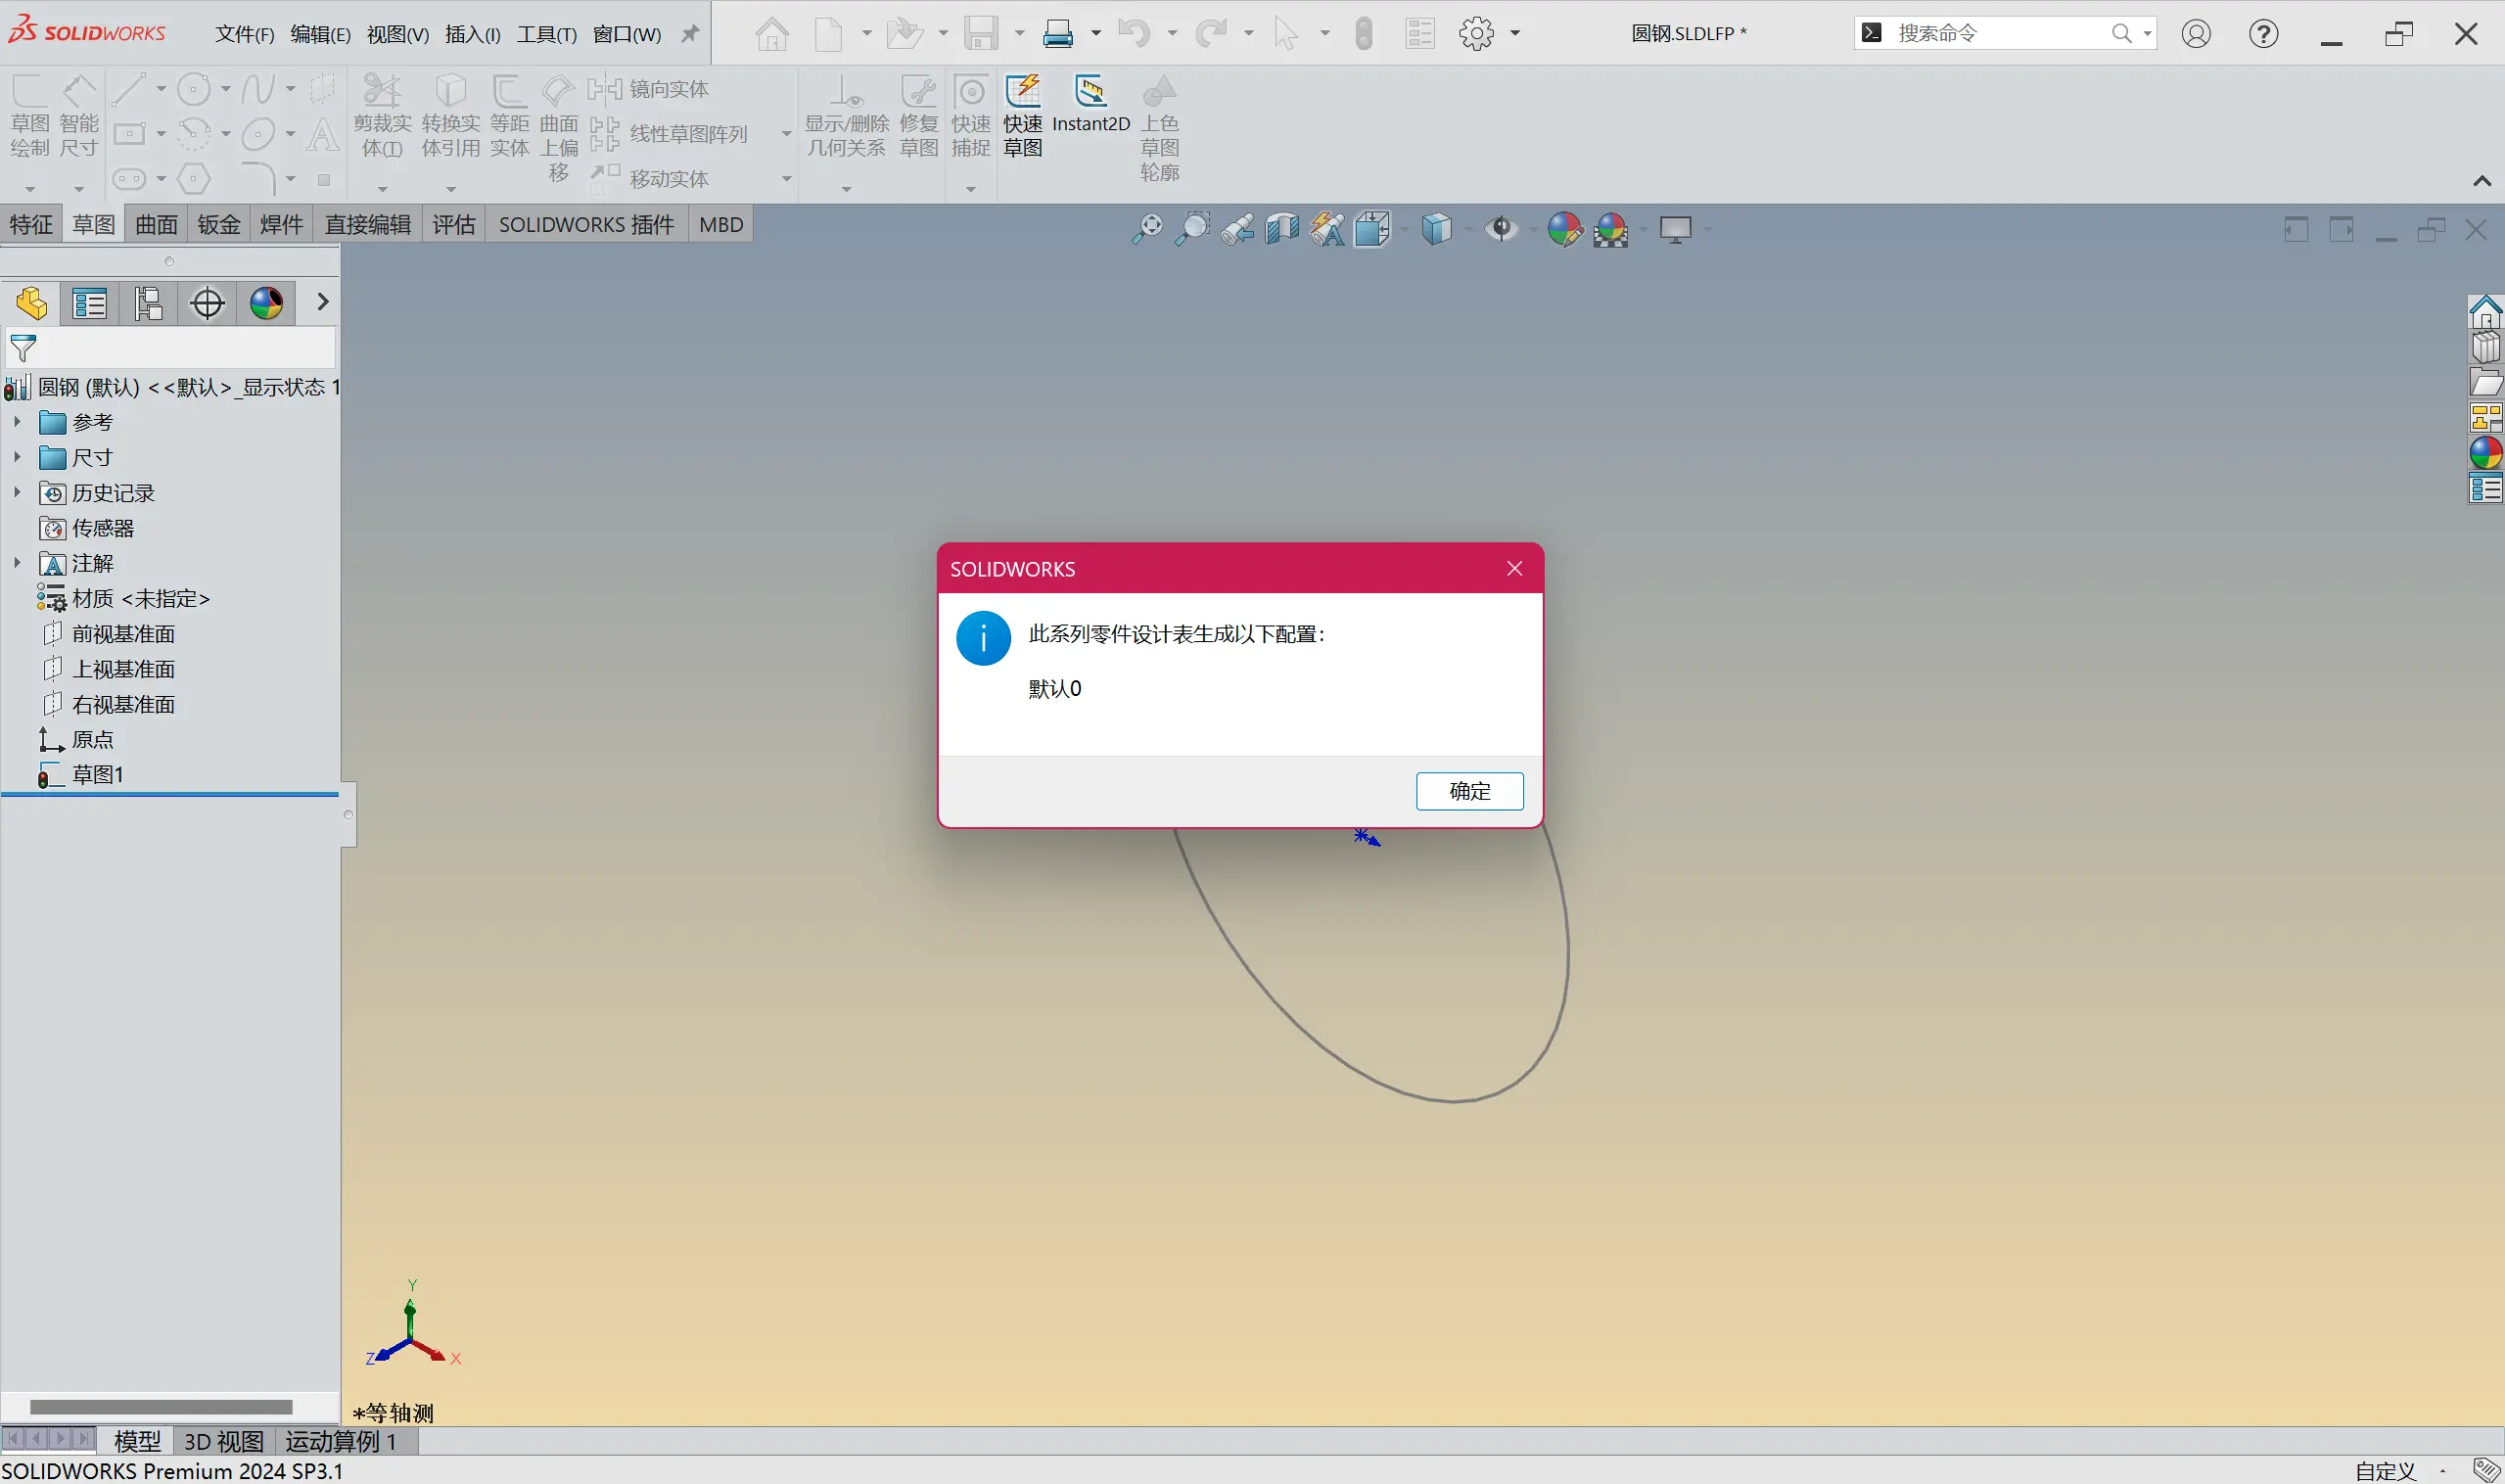 SOLIDWORKS 文件(F) 编辑(E) 视图(V) 插入(I) 工具(T) 窗口(W) 圆钢.SLDLFP * 搜索命令
草图绘制 智能尺寸 剪裁实体(T) 转换实体引用 等距实体 曲面上偏移 镜向实体 线性草图阵列 移动实体 显示/删除几何关系 修复草图 快速捕捉 快速草图 Instant2D 上色草图轮廓
特征 草图 曲面 钣金 焊件 直接编辑 评估 SOLIDWORKS 插件 MBD
圆钢 (默认) <<默认>_显示状态 1
参考
尺寸
历史记录
传感器
注解
材质 <未指定>
前视基准面
上视基准面
右视基准面
原点
草图1
SOLIDWORKS
此系列零件设计表生成以下配置：
默认0
确定
Y
Z X
*等轴测
模型 3D 视图 运动算例 1
SOLIDWORKS Premium 2024 SP3.1 自定义